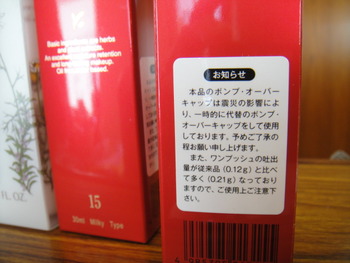 Basic
An excellent
15
30ml Milky Type
FL. OZ.
お知らせ
本品のポンプ・オーバー
キャップは震災の影響によ
り、一時的に代替のポンプ・
オーバーキャップをして使用
しております。予めご了承の
程お願い申し上げます。
また、ワンプッシュの吐出
量が従来品（0.12g）と比べ
て多く（0.21g）なっており
ますので、ご使用上ご注意下
さい。